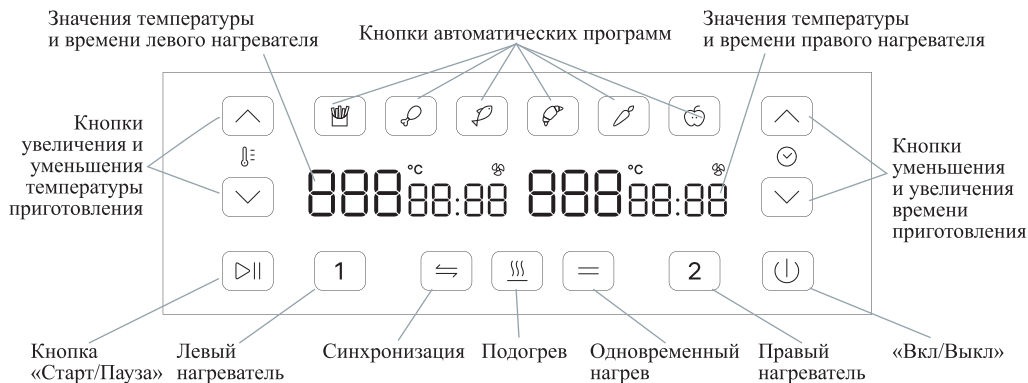 Значения температуры
и времени левого нагревателя
Кнопки автоматических программ
Значения температуры
и времени правого нагревателя
Кнопки
увеличения и
уменьшения
температуры
приготовления
888 °C 88:88
888 °C 88:88
Кнопки
уменьшения
и увеличения
времени
приготовления
1
2
Кнопка
«Старт/Пауза»
Левый
нагреватель
Синхронизация
Подогрев
Одновременный
нагрев
Правый
нагреватель
«Вкл/Выкл»